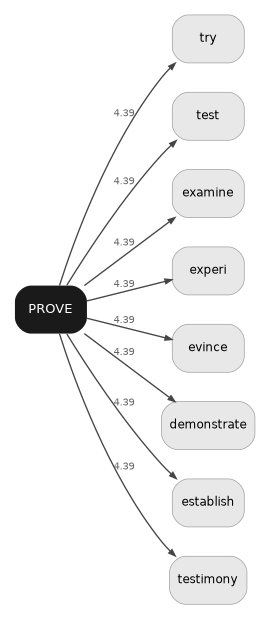 try
4.39
test
4.39
examine
4.39
experi
4.39
PROVE
4.39
evince
4.39
demonstrate
4.39
establish
4.39
testimony